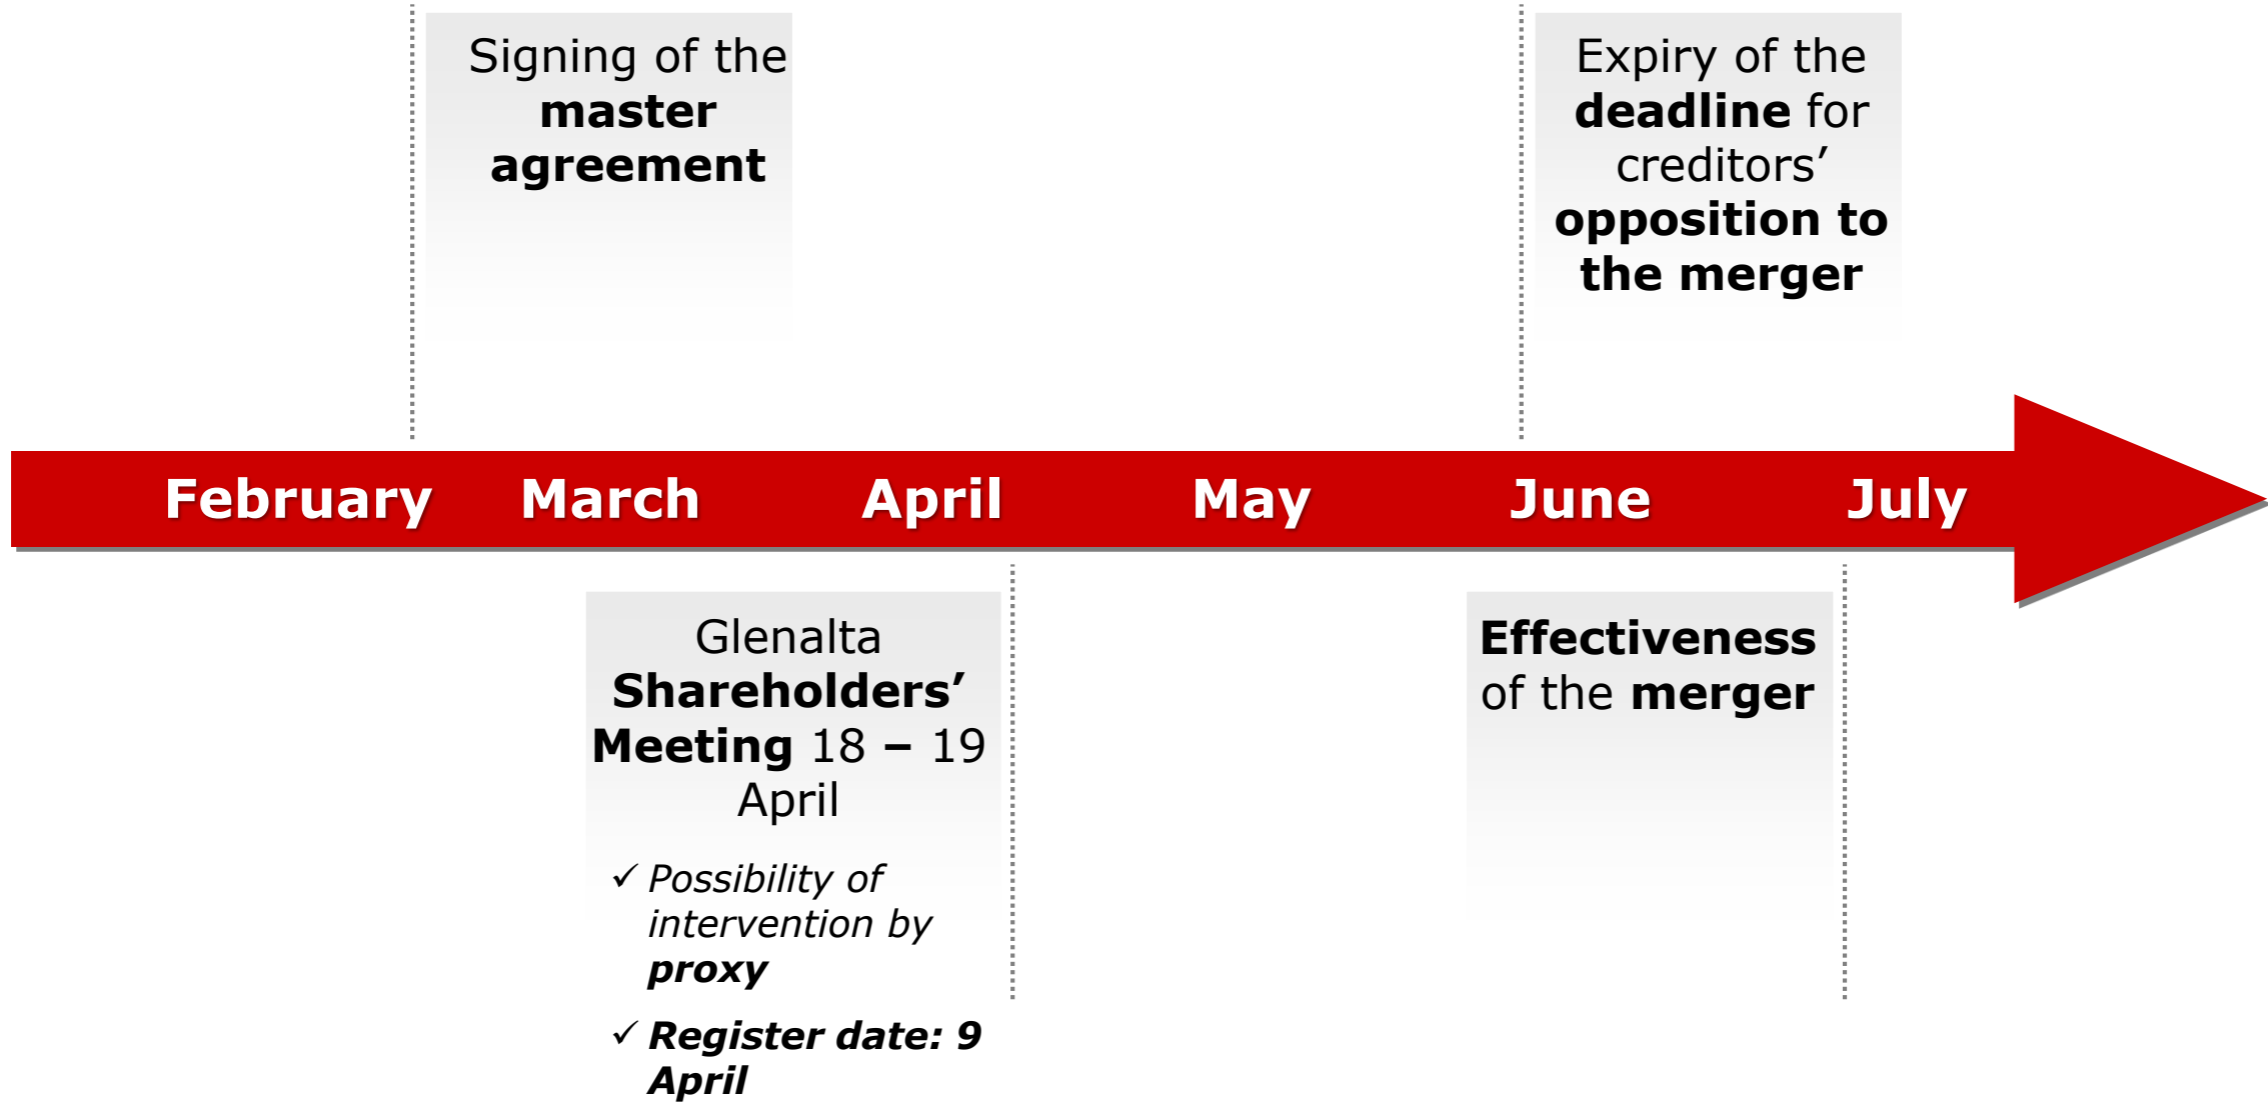 Signing of the
master
agreement
Expiry of the
deadline for
creditors’
opposition to
the merger
February March April May June July
Glenalta
Shareholders’
Meeting 18 – 19
April
✓ Possibility of
intervention by
proxy
✓ Register date: 9
April
Effectiveness
of the merger